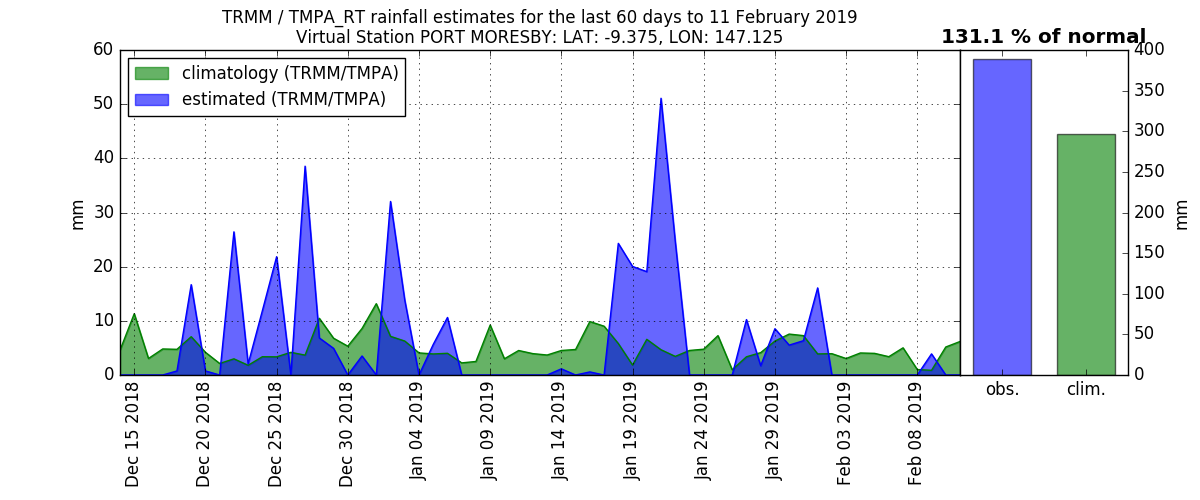 TRMM / TMPA_RT rainfall estimates for the last 60 days to 11 February 2019
Virtual Station PORT MORESBY: LAT: -9.375, LON: 147.125
131.1 % of normal
climatology (TRMM/TMPA)
estimated (TRMM/TMPA)
mm
60
50
40
30
20
10
0
Dec 15 2018
Dec 20 2018
Dec 25 2018
Dec 30 2018
Jan 04 2019
Jan 09 2019
Jan 14 2019
Jan 19 2019
Jan 24 2019
Jan 29 2019
Feb 03 2019
Feb 08 2019
400
350
300
250
200
150
100
50
0
mm
obs.
clim.